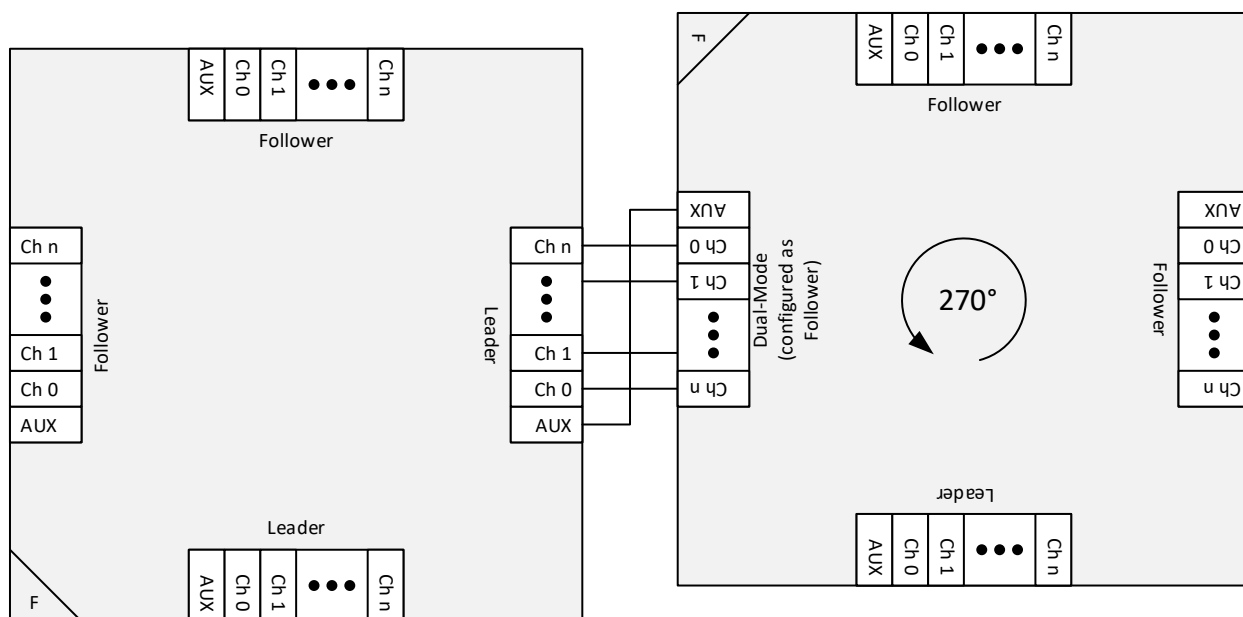 AUX Ch 0 Ch 1 Ch n
Follower
Ch n
Ch 1
Ch 0
AUX
Follower
Ch n
Ch 1
Ch 0
AUX
Leader
Leader
AUX Ch 0 Ch 1 Ch n
F
F
AUX Ch 0 Ch 1 Ch n
Follower
AUX
Ch 0
Ch 1
Ch n
Dual-Mode
(configured as
Follower)
270°
Follower
AUX
Ch 0
Ch 1
Ch n
Leader
AUX Ch 0 Ch 1 Ch n